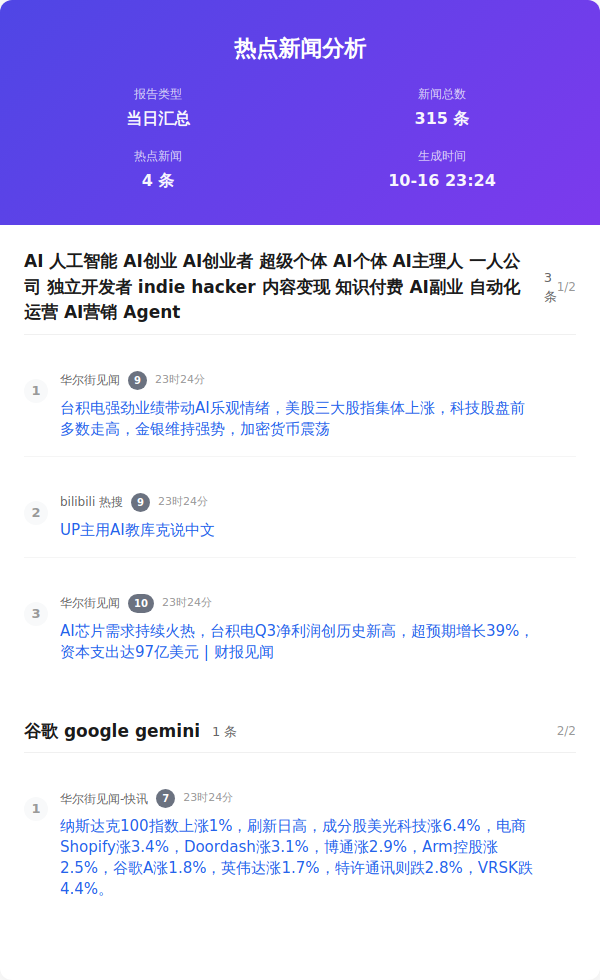 热点新闻分析
报告类型
新闻总数
当日汇总
315 条
热点新闻
生成时间
4 条
10-16 23:24
AI 人工智能 AI创业 AI创业者 超级个体 AI个体 AI主理人 一人公
司 独立开发者 indie hacker 内容变现 知识付费 AI副业 自动化
运营 AI营销 Agent
3
条
1/2
1
华尔街见闻 9 23时24分
台积电强劲业绩带动AI乐观情绪，美股三大股指集体上涨，科技股盘前
多数走高，金银维持强势，加密货币震荡
2
bilibili 热搜 9 23时24分
UP主用AI教库克说中文
3
华尔街见闻 10 23时24分
AI芯片需求持续火热，台积电Q3净利润创历史新高，超预期增长39%，
资本支出达97亿美元 | 财报见闻
谷歌 google gemini 1 条 2/2
1
华尔街见闻-快讯 7 23时24分
纳斯达克100指数上涨1%，刷新日高，成分股美光科技涨6.4%，电商
Shopify涨3.4%，Doordash涨3.1%，博通涨2.9%，Arm控股涨
2.5%，谷歌A涨1.8%，英伟达涨1.7%，特许通讯则跌2.8%，VRSK跌
4.4%。